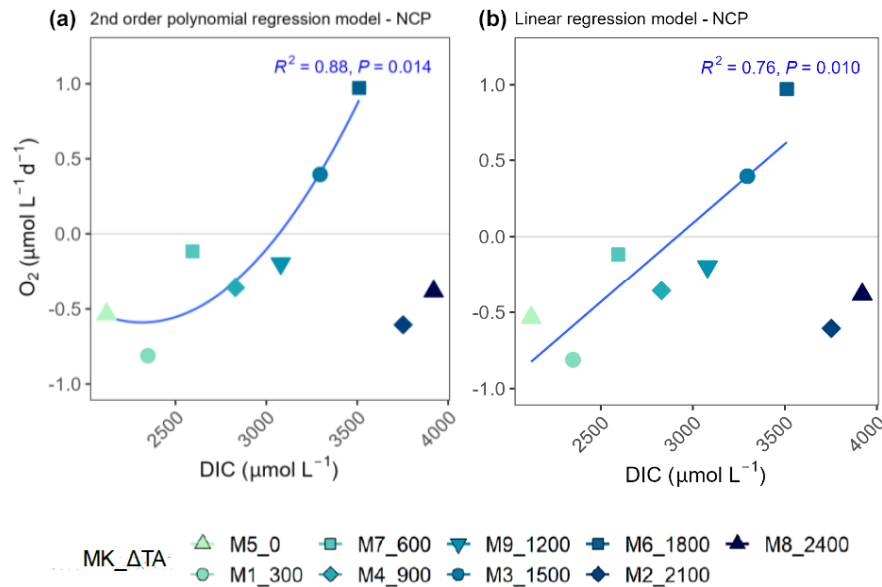 (a) 2nd order polynomial regression model - NCP
R² = 0.88, P = 0.014
O₂ (μmol L⁻¹ d⁻¹)
1.0
0.5
0.0
-0.5
-1.0
2500 3000 3500 4000
DIC (μmol L⁻¹)
(b) Linear regression model - NCP
R² = 0.76, P = 0.010
1.0
0.5
0.0
-0.5
-1.0
2500 3000 3500 4000
DIC (μmol L⁻¹)
MK_ΔTA
M5_0 M7_600 M9_1200 M6_1800 M8_2400
M1_300 M4_900 M3_1500 M2_2100